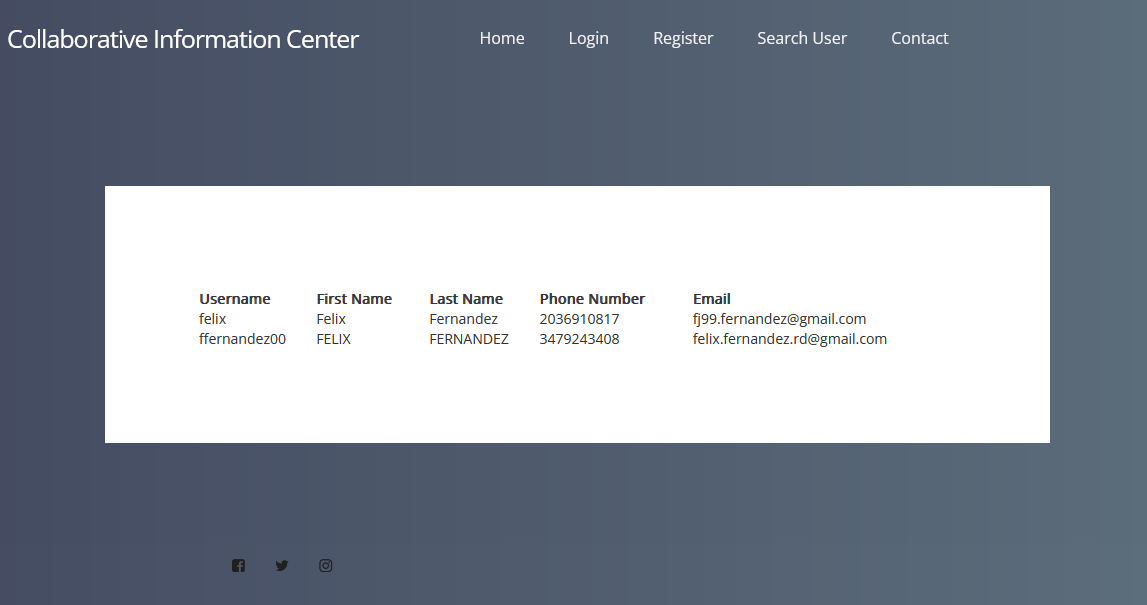 Collaborative Information Center Home Login Register Search User Contact
Username First Name Last Name Phone Number Email
felix Felix Fernandez 2036910817 fj99.fernandez@gmail.com
ffernandez00 FELIX FERNANDEZ 3479243408 felix.fernandez.rd@gmail.com